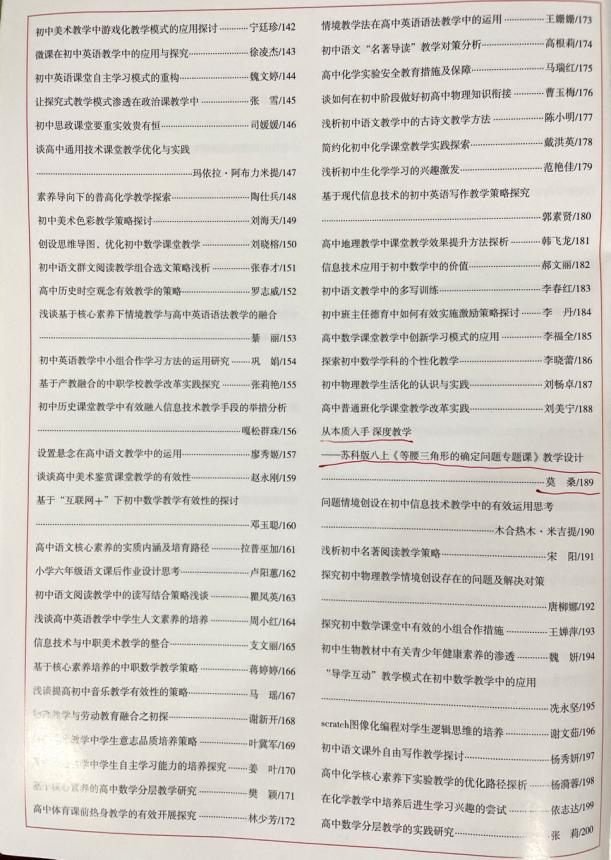 初中美术教学中游戏化教学模式的应用探讨············宁廷珍/142
微课在初中英语教学中的应用与探究············徐凌杰/143
初中英语课堂自主学习模式的重构············魏文婷/144
让探究式教学模式渗透在政治课教学中············张　雪/145
初中思政课堂要重实效贵有恒············司媛媛/146
谈高中通用技术课堂教学优化与实践
············玛依拉·阿布力米提/147
素养导向下的普高化学教学探索············陶仕兵/148
初中美术色彩教学策略探讨············刘海天/149
创设思维导图，优化初中数学课堂教学············刘晓榕/150
初中语文群文阅读教学组合选文策略浅析············张春才/151
高中历史时空观念有效教学的策略············罗志威/152
浅谈基于核心素养下情境教学与高中英语语法教学的融合
············綦　丽/153
初中英语教学中小组合作学习方法的运用研究············巩　娟/154
基于产教融合的中职学校教学改革实践探究············张莉艳/155
初中历史课堂教学中有效融入信息技术教学手段的举措分析
············嘎松群珠/156
设置悬念在高中语文教学中的运用············廖秀姬/157
谈谈高中美术鉴赏课堂教学的有效性············赵永刚/159
基于“互联网＋”下初中数学教学有效性的探讨
············邓玉聪/160
高中语文核心素养的实质内涵及培育路径············拉普巫加/161
小学六年级语文课后作业设计思考············卢阳蕙/162
初中语文阅读教学中的读写结合策略浅谈············瞿凤英/163
浅谈高中英语教学中学生人文素养的培养············周小红/164
信息技术与中职美术教学的整合············支文丽/165
基于核心素养培养的中职数学教学策略············蒋婷婷/166
浅谈提高初中音乐教学有效性的策略············马　瑶/167
教学与劳动教育融合之初探············谢新开/168
教学中学生意志品质培养策略············叶冀军/169
学中学生自主学习能力的培养探究············姜　叶/170
基于核心素养的高中数学分层教学研究············樊　颖/171
高中体育课前热身教学的有效开展探究············林少芳/172
情境教学法在高中英语语法教学中的运用············王姗姗/173
初中语文“名著导读”教学对策分析············高根莉/174
高中化学实验安全教育措施及保障············马瑞红/175
谈如何在初中阶段做好初高中物理知识衔接············曹玉梅/176
浅析初中语文教学中的古诗文教学方法············陈小明/177
简约化初中化学课堂教学实践探索············戴洪英/178
浅析初中生化学学习的兴趣激发············范艳佳/179
基于现代信息技术的初中英语写作教学策略探究
············郭素贤/180
高中地理教学中课堂教学效果提升方法探析············韩飞龙/181
信息技术应用于初中数学中的价值············郝文丽/182
初中语文教学中的多写训练············李春红/183
初中班主任德育中如何有效实施激励策略探讨············李　丹/184
高中数学课堂教学中创新学习模式的应用············李福全/185
探索初中数学学科的个性化教学············李晓蕾/186
初中物理教学生活化的认识与实践············刘杨卓/187
高中普通班化学课堂教学改革实践············刘美宁/188
从本质入手 深度教学
——苏科版八上《等腰三角形的确定问题专题课》教学设计
············莫　桑/189
问题情境创设在初中信息技术教学中的有效运用思考
············木合热木·米吉提/190
浅析初中名著阅读教学策略············宋　阳/191
探究初中物理教学情境创设存在的问题及解决对策
············唐柳娜/192
探究初中数学课堂中有效的小组合作措施············王婵萍/193
初中生物教材中有关青少年健康素养的渗透············魏　妍/194
“导学互动”教学模式在初中数学教学中的应用
············冼永坚/195
scratch图像化编程对学生逻辑思维的培养············谢文茹/196
初中语文课外自由写作教学探讨············杨秀妍/197
高中化学核心素养下实验教学的优化路径探析············杨漪蓉/198
在化学教学中培养后进生学习兴趣的尝试············依志达/199
高中数学分层教学的实践研究············张　莉/200